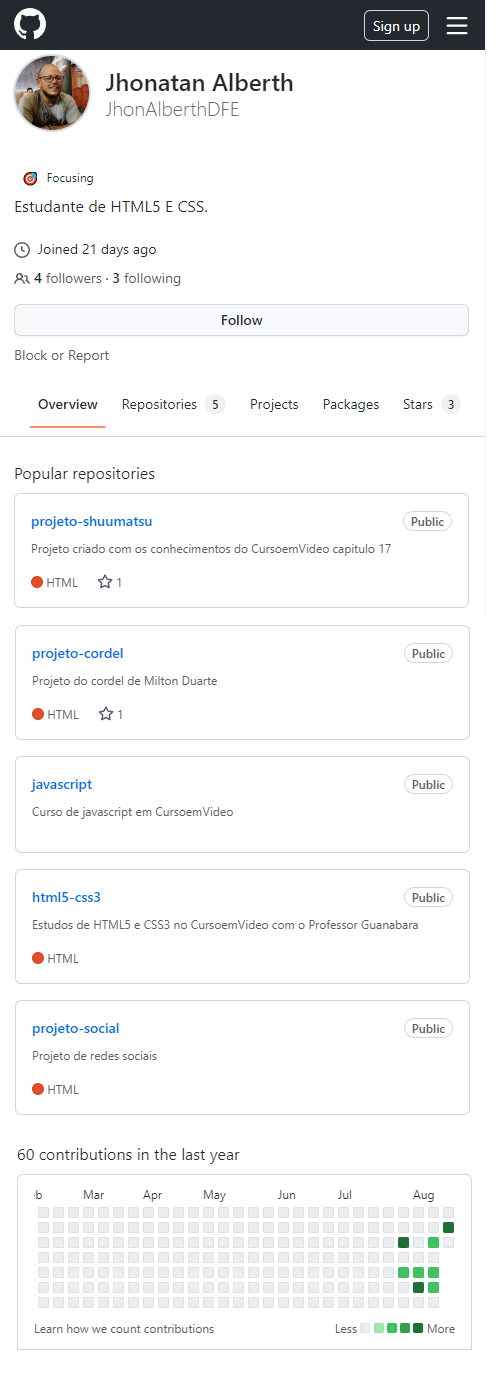 Sign up
Jhonatan Alberth
JhonAlberthDFE
Focusing
Estudante de HTML5 E CSS.
Joined 21 days ago
4 followers · 3 following
Follow
Block or Report
Overview Repositories 5 Projects Packages Stars 3
Popular repositories
projeto-shuumatsu Public
Projeto criado com os conhecimentos do CursoemVideo capitulo 17
HTML 1
projeto-cordel Public
Projeto do cordel de Milton Duarte
HTML 1
javascript Public
Curso de javascript em CursoemVideo
html5-css3 Public
Estudos de HTML5 e CSS3 no CursoemVideo com o Professor Guanabara
HTML
projeto-social Public
Projeto de redes sociais
HTML
60 contributions in the last year
eb Mar Apr May Jun Jul Aug
Learn how we count contributions Less More